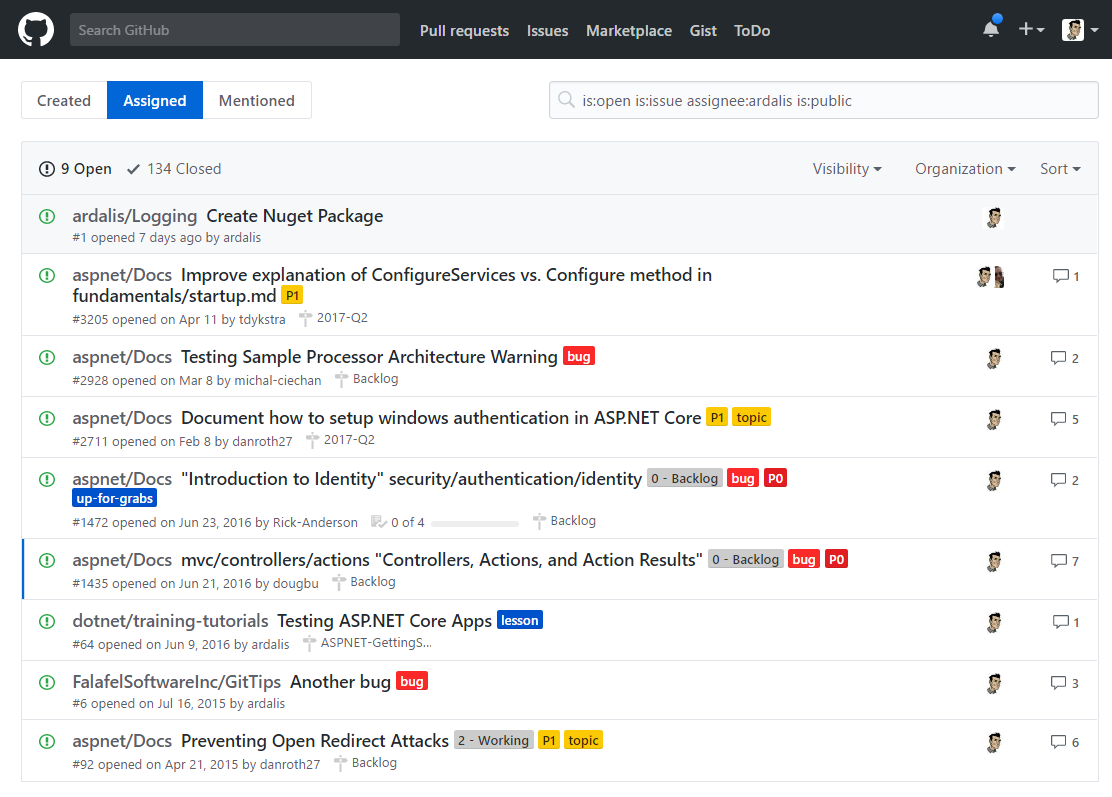 Search GitHub Pull requests Issues Marketplace Gist ToDo
Created Assigned Mentioned is:open is:issue assignee:ardalis is:public
9 Open 134 Closed Visibility Organization Sort
ardalis/Logging Create Nuget Package
#1 opened 7 days ago by ardalis
aspnet/Docs Improve explanation of ConfigureServices vs. Configure method in
fundamentals/startup.md P1
1
#3205 opened on Apr 11 by tdykstra 2017-Q2
aspnet/Docs Testing Sample Processor Architecture Warning bug 2
#2928 opened on Mar 8 by michal-ciechan Backlog
aspnet/Docs Document how to setup windows authentication in ASP.NET Core P1 topic 5
#2711 opened on Feb 8 by danroth27 2017-Q2
aspnet/Docs "Introduction to Identity" security/authentication/identity 0 - Backlog bug P0 2
up-for-grabs
#1472 opened on Jun 23, 2016 by Rick-Anderson 0 of 4 Backlog
aspnet/Docs mvc/controllers/actions "Controllers, Actions, and Action Results" 0 - Backlog bug P0 7
#1435 opened on Jun 21, 2016 by dougbu Backlog
dotnet/training-tutorials Testing ASP.NET Core Apps lesson 1
#64 opened on Jun 9, 2016 by ardalis ASPNET-GettingS...
FalafelSoftwareInc/GitTips Another bug bug 3
#6 opened on Jul 16, 2015 by ardalis
aspnet/Docs Preventing Open Redirect Attacks 2 - Working P1 topic 6
#92 opened on Apr 21, 2015 by danroth27 Backlog